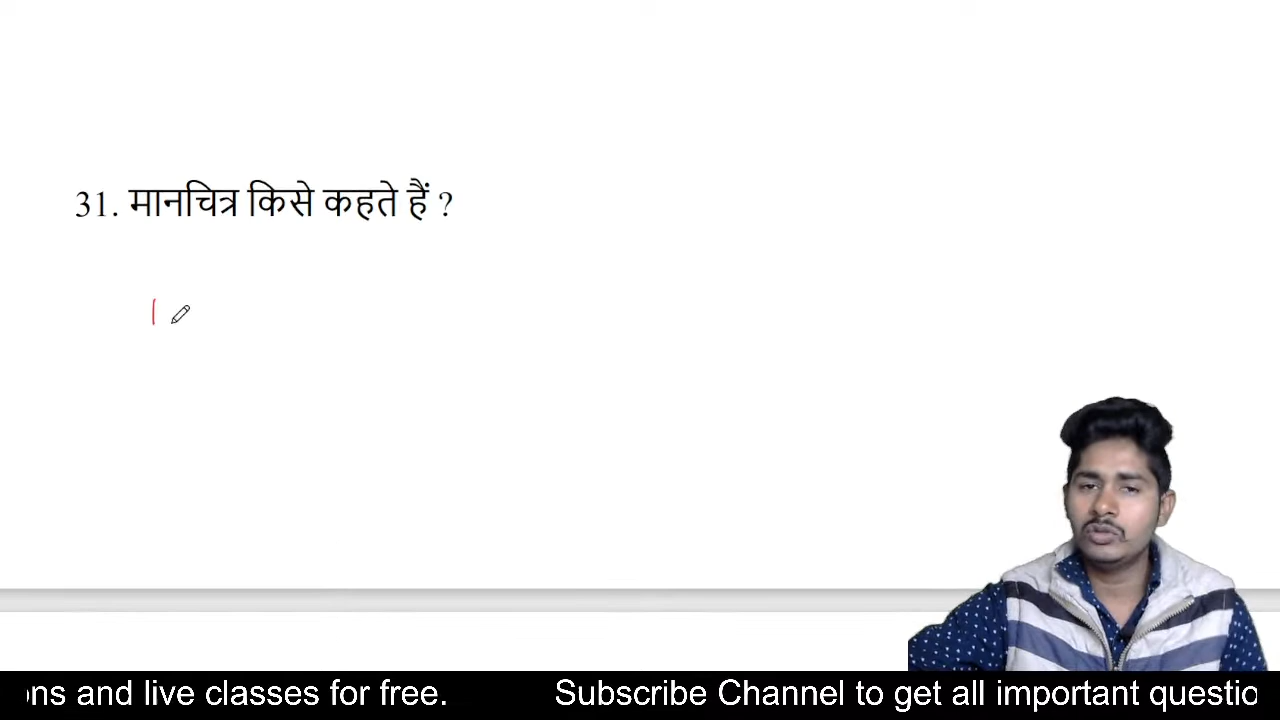 31. मानचित्र किसे कहते हैं ?
ons and live classes for free. Subscribe Channel to get all important questio